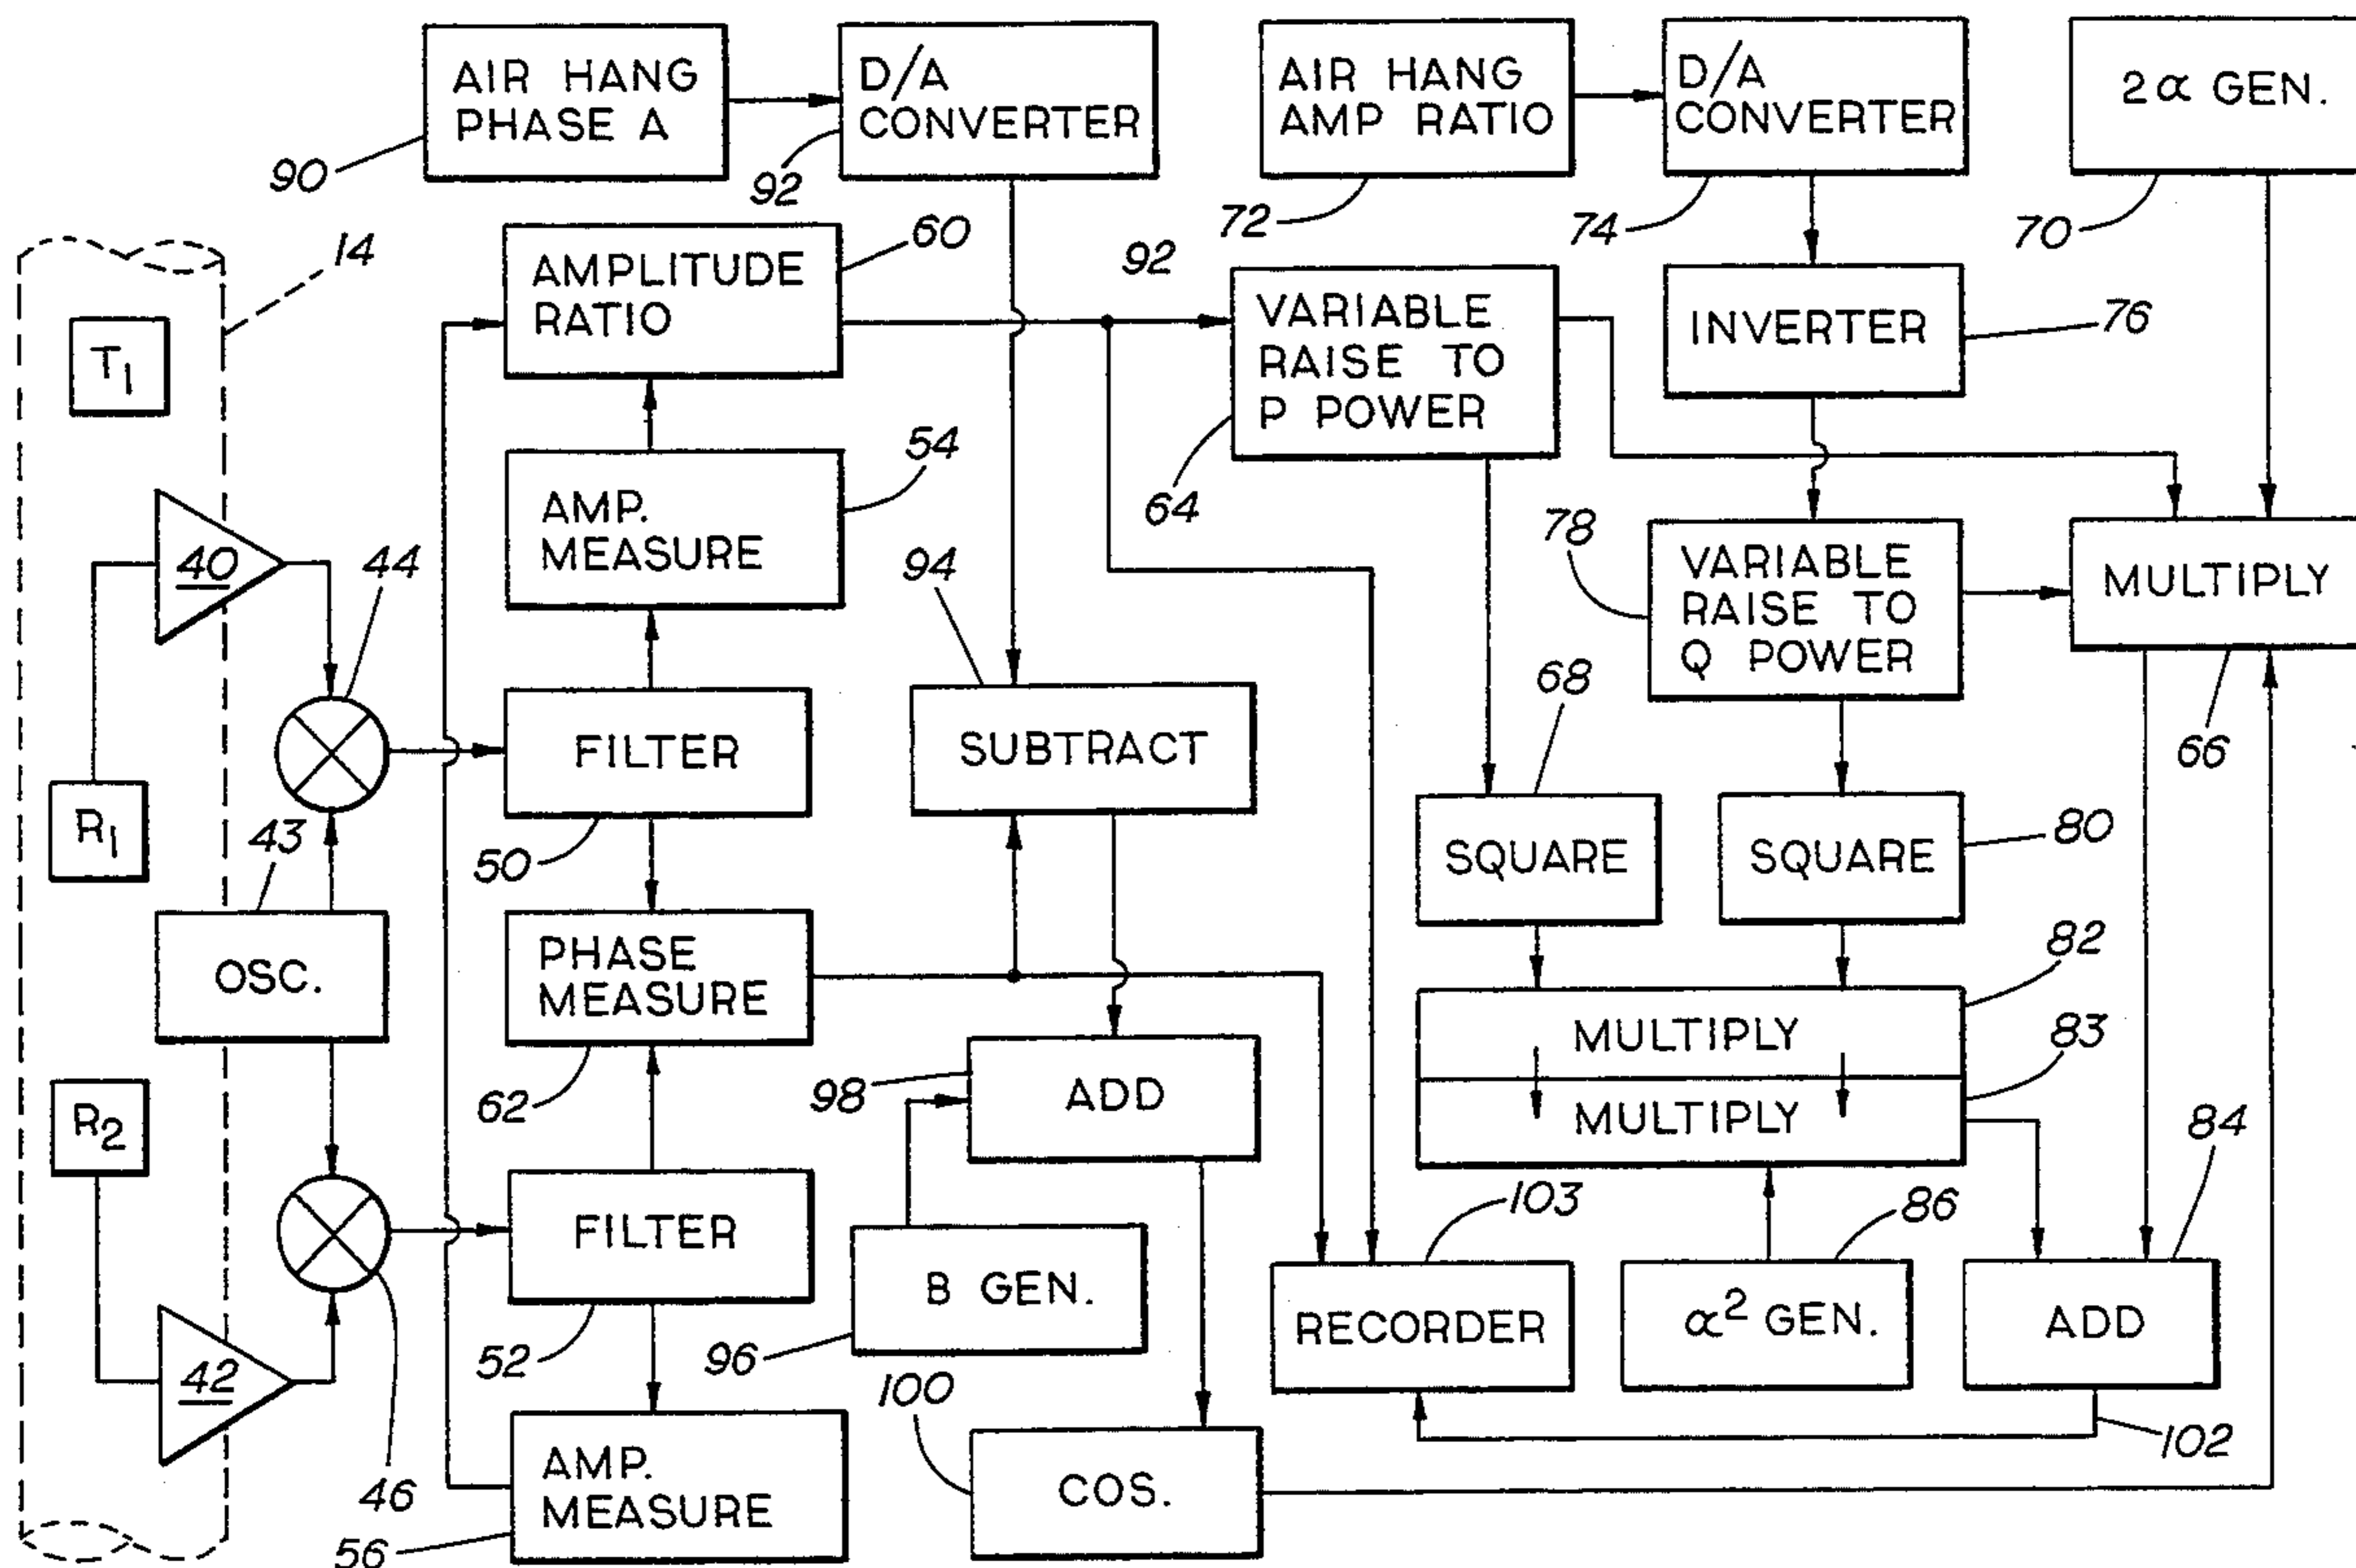 AIR HANG
PHASE A
90
D/A
CONVERTER
92
AIR HANG
AMP RATIO
72
D/A
CONVERTER
74
2α GEN.
70
14
T1
AMPLITUDE
RATIO
60
92
VARIABLE
RAISE TO
P POWER
64
INVERTER
76
40
44
AMP.
MEASURE
54
94
78
VARIABLE
RAISE TO
Q POWER
MULTIPLY
66
R1
43
FILTER
50
SUBTRACT
68
SQUARE
SQUARE
80
OSC.
PHASE
MEASURE
62
82
MULTIPLY
83
MULTIPLY
R2
98
ADD
84
FILTER
52
B GEN.
96
103
RECORDER
86
α2 GEN.
ADD
42
46
100
102
AMP.
MEASURE
56
COS.